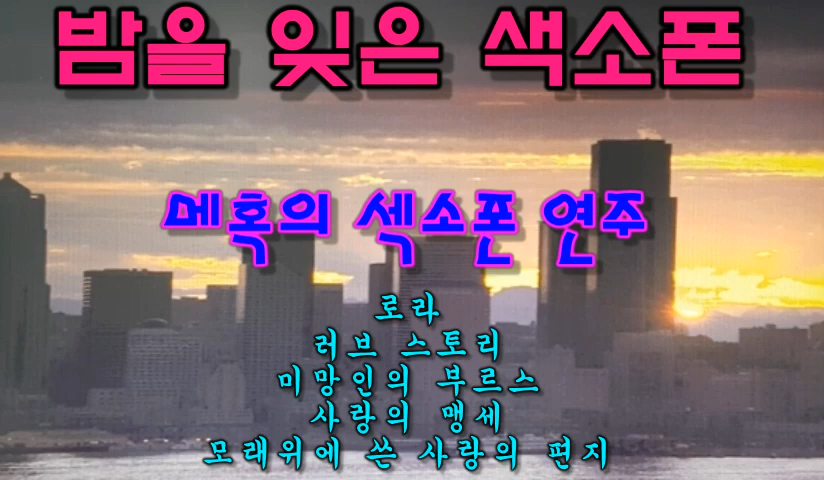 밤을 잊은 색소폰
메혹의 섹소폰 연주
로라
러브 스토리
미망인의 부르스
사랑의 맹세
모래위에 쓴 사랑의 편지